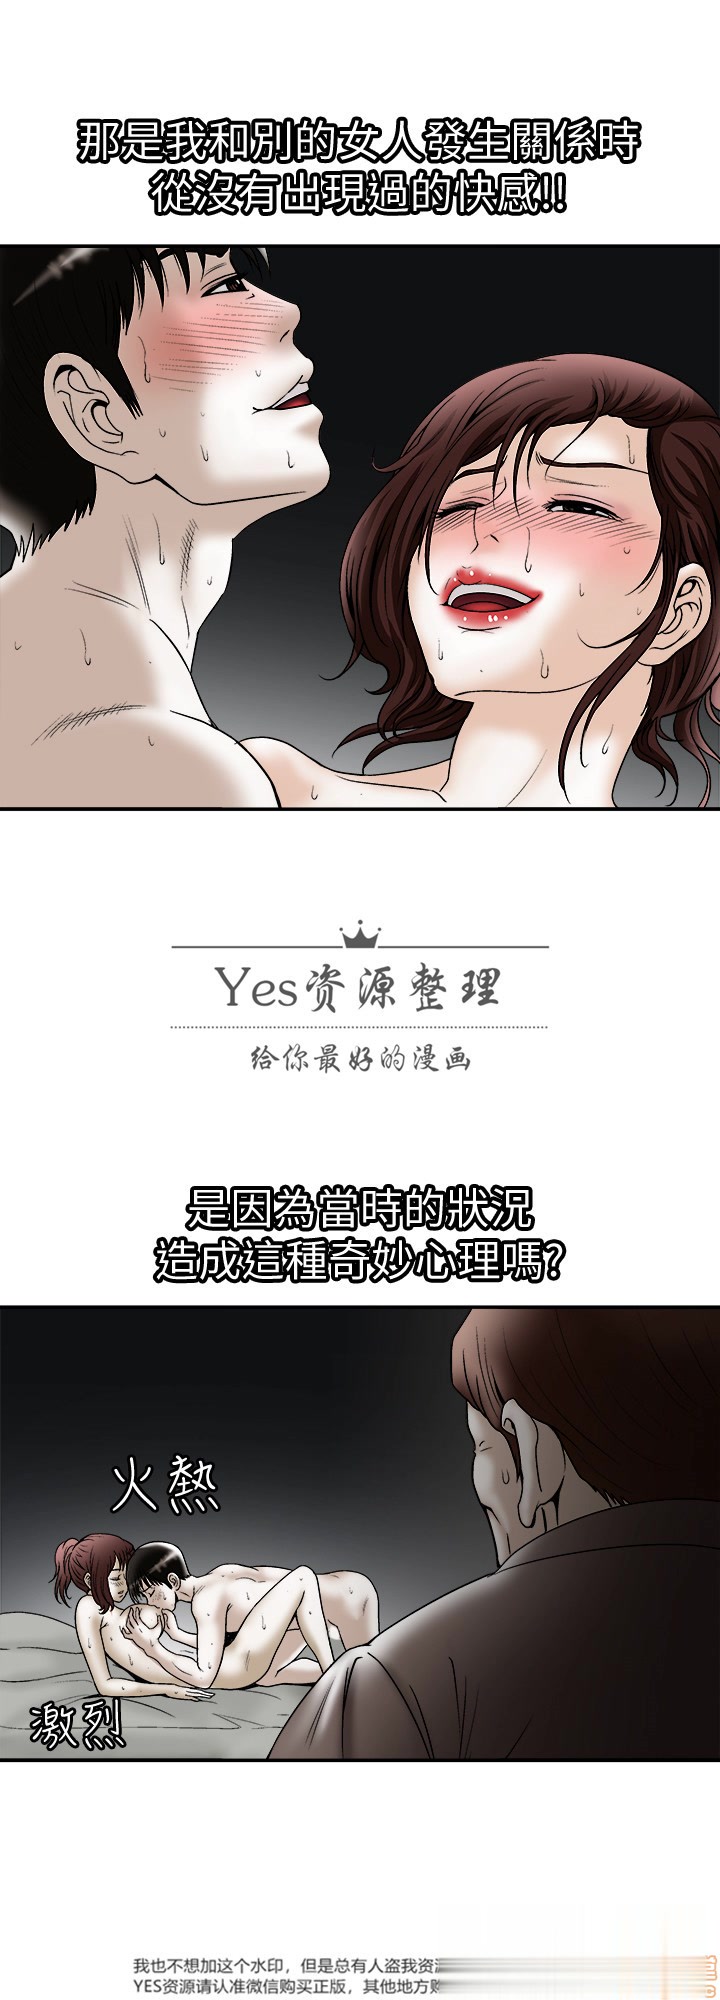 那是我和別的女人發生關係時
從沒有出現過的快感!!
Yes资源整理
给你最好的漫画
是因為當時的狀況
造成這種奇妙心理嗎?
火熱
激烈
我也不想加这个水印，但是总有人盗我资源
YES资源请认准微信购买正版，其他地方购